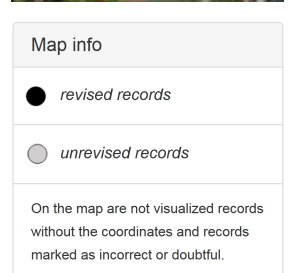 Map info
revised records
unrevised records
On the map are not visualized records
without the coordinates and records
marked as incorrect or doubtful.